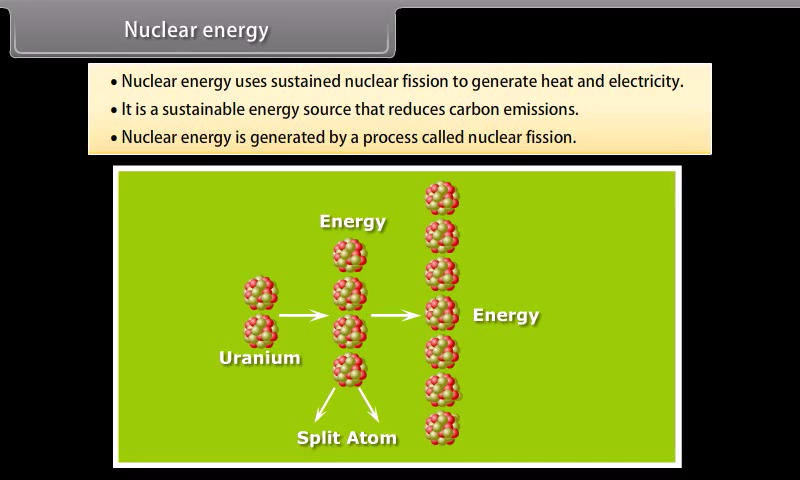 Nuclear energy
• Nuclear energy uses sustained nuclear fission to generate heat and electricity.
• It is a sustainable energy source that reduces carbon emissions.
• Nuclear energy is generated by a process called nuclear fission.
Energy
Energy
Uranium
Split Atom